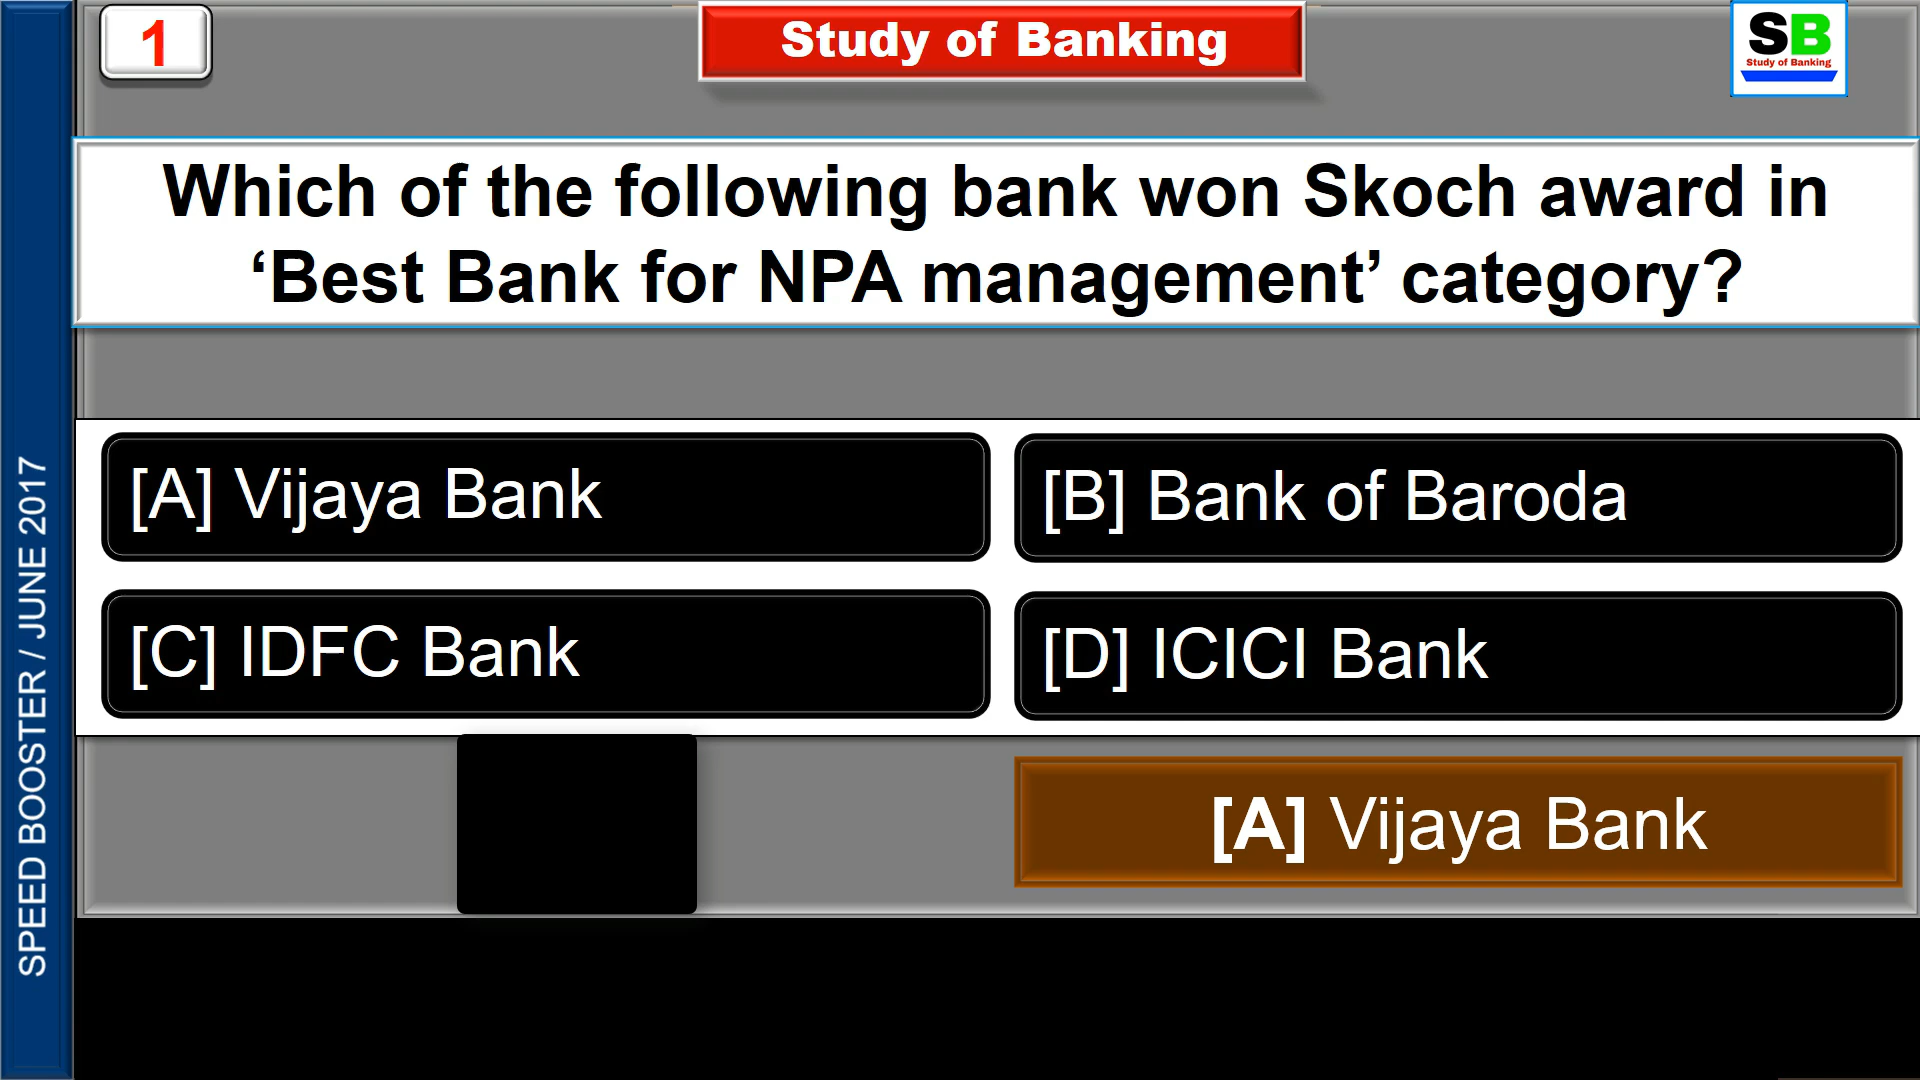 1
Study of Banking
SB
Study of Banking
Which of the following bank won Skoch award in
‘Best Bank for NPA management’ category?
[A] Vijaya Bank
[B] Bank of Baroda
[C] IDFC Bank
[D] ICICI Bank
[A] Vijaya Bank
SPEED BOOSTER / JUNE 2017